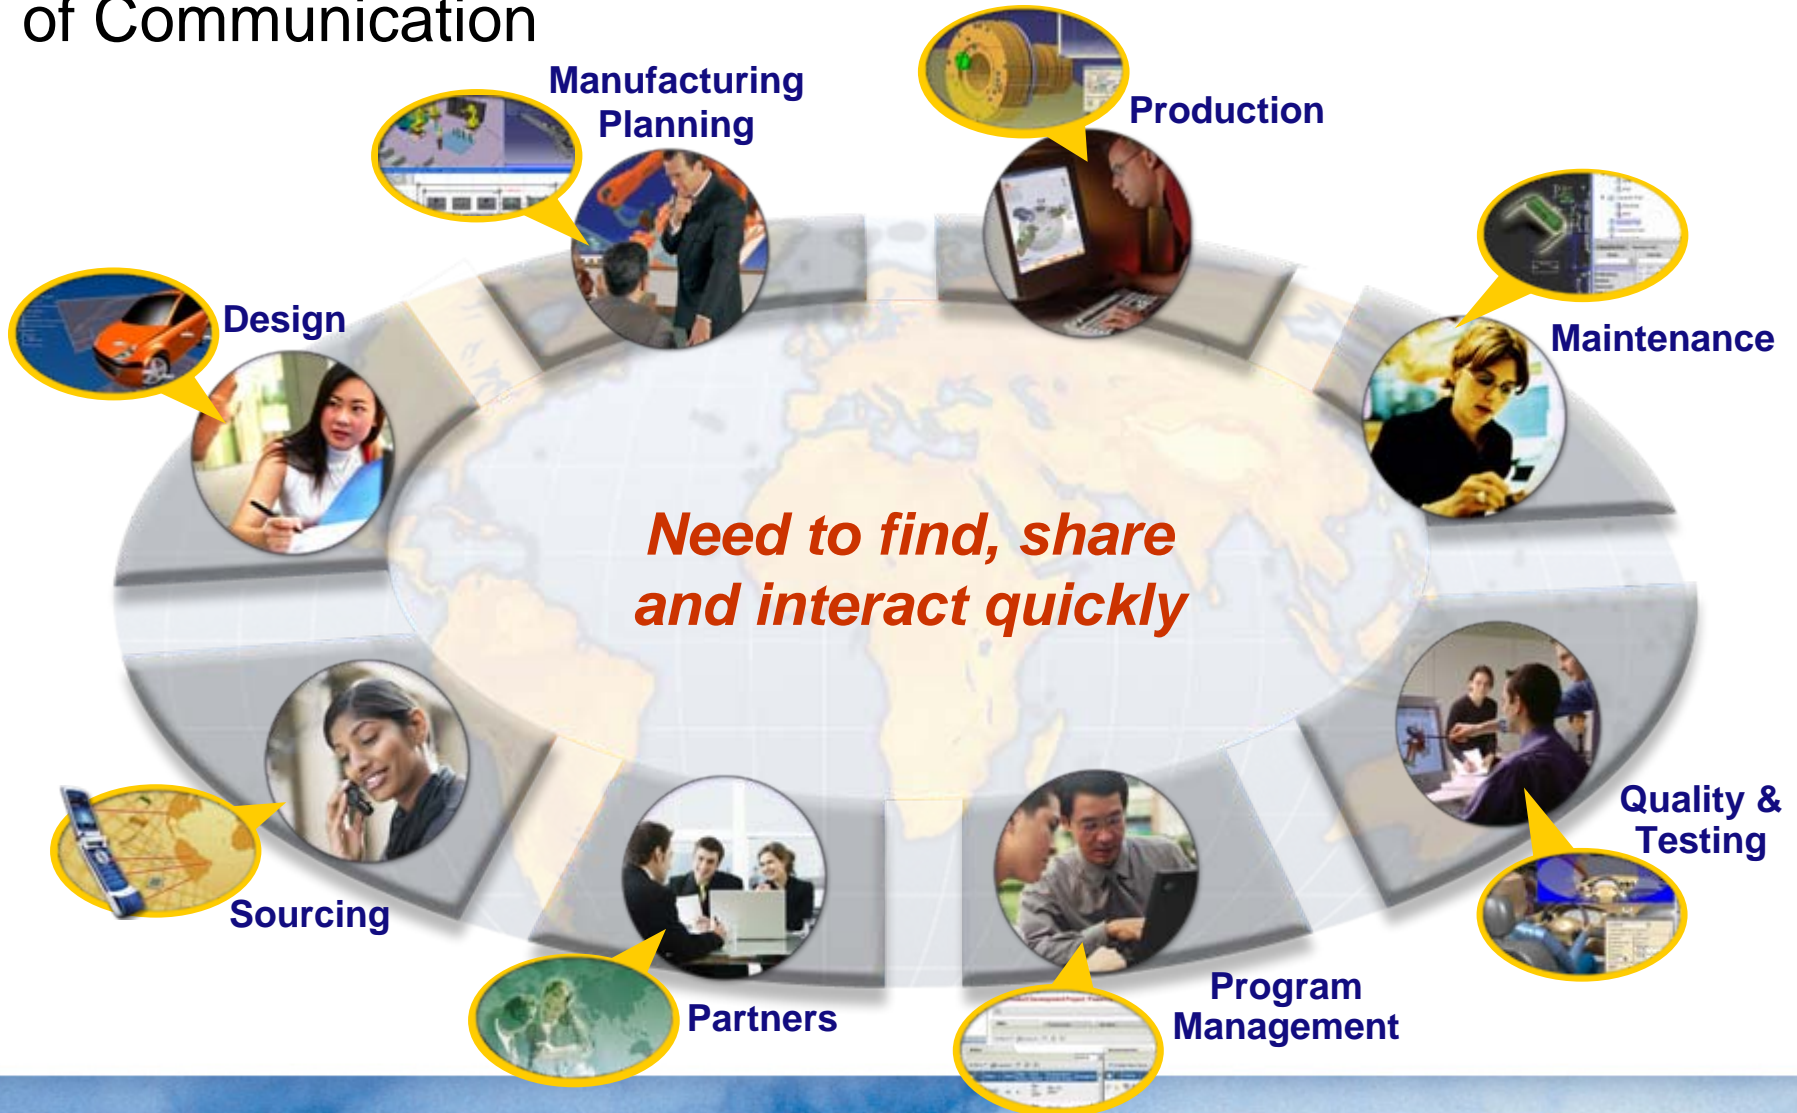 of Communication
Manufacturing
Planning
Production
Design
Maintenance
Need to find, share
and interact quickly
Quality &
Testing
Sourcing
Partners
Program
Management